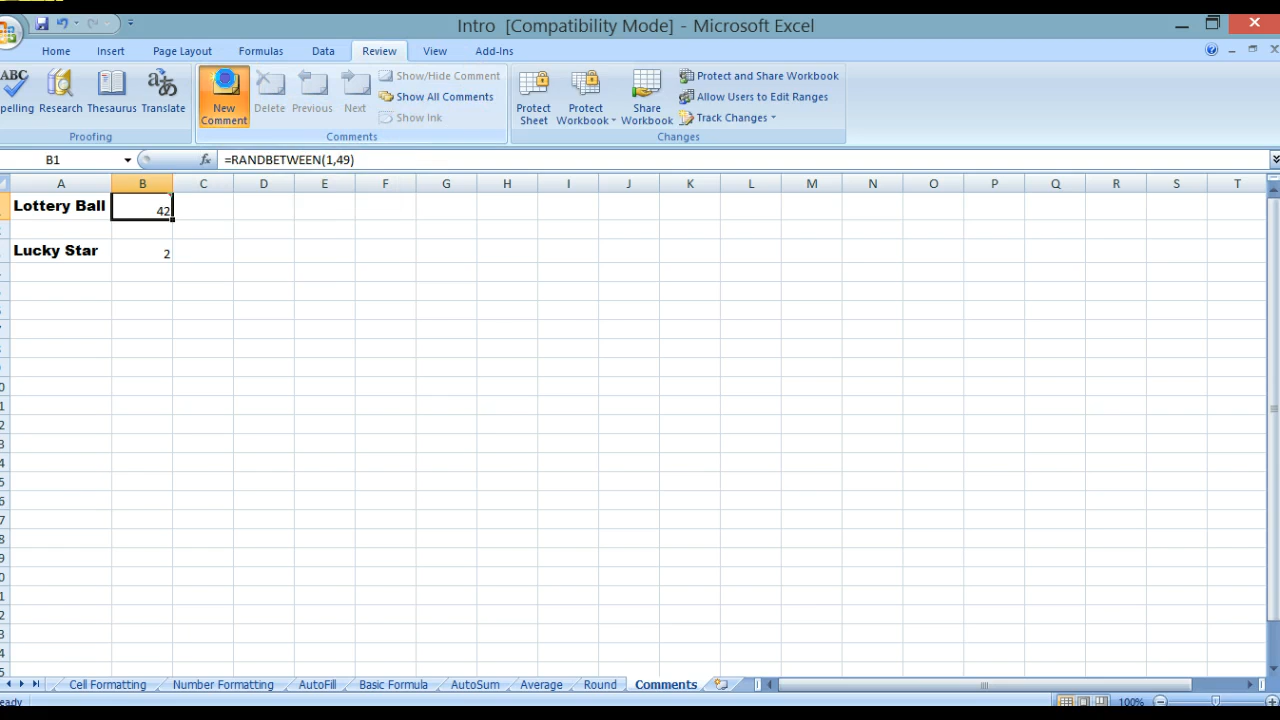 Intro [Compatibility Mode] - Microsoft Excel
Home Insert Page Layout Formulas Data Review View Add-Ins
ABC
pelling Research Thesaurus Translate
New Comment Delete Previous Next
Show/Hide Comment
Show All Comments
Show Ink
Protect Sheet Protect Workbook Share Workbook
Protect and Share Workbook
Allow Users to Edit Ranges
Track Changes
Proofing Comments Changes
B1 fx =RANDBETWEEN(1,49)
A B C D E F G H I J K L M N O P Q R S T
Lottery Ball 42
Lucky Star 2
Cell Formatting Number Formatting AutoFill Basic Formula AutoSum Average Round Comments
eady 100%